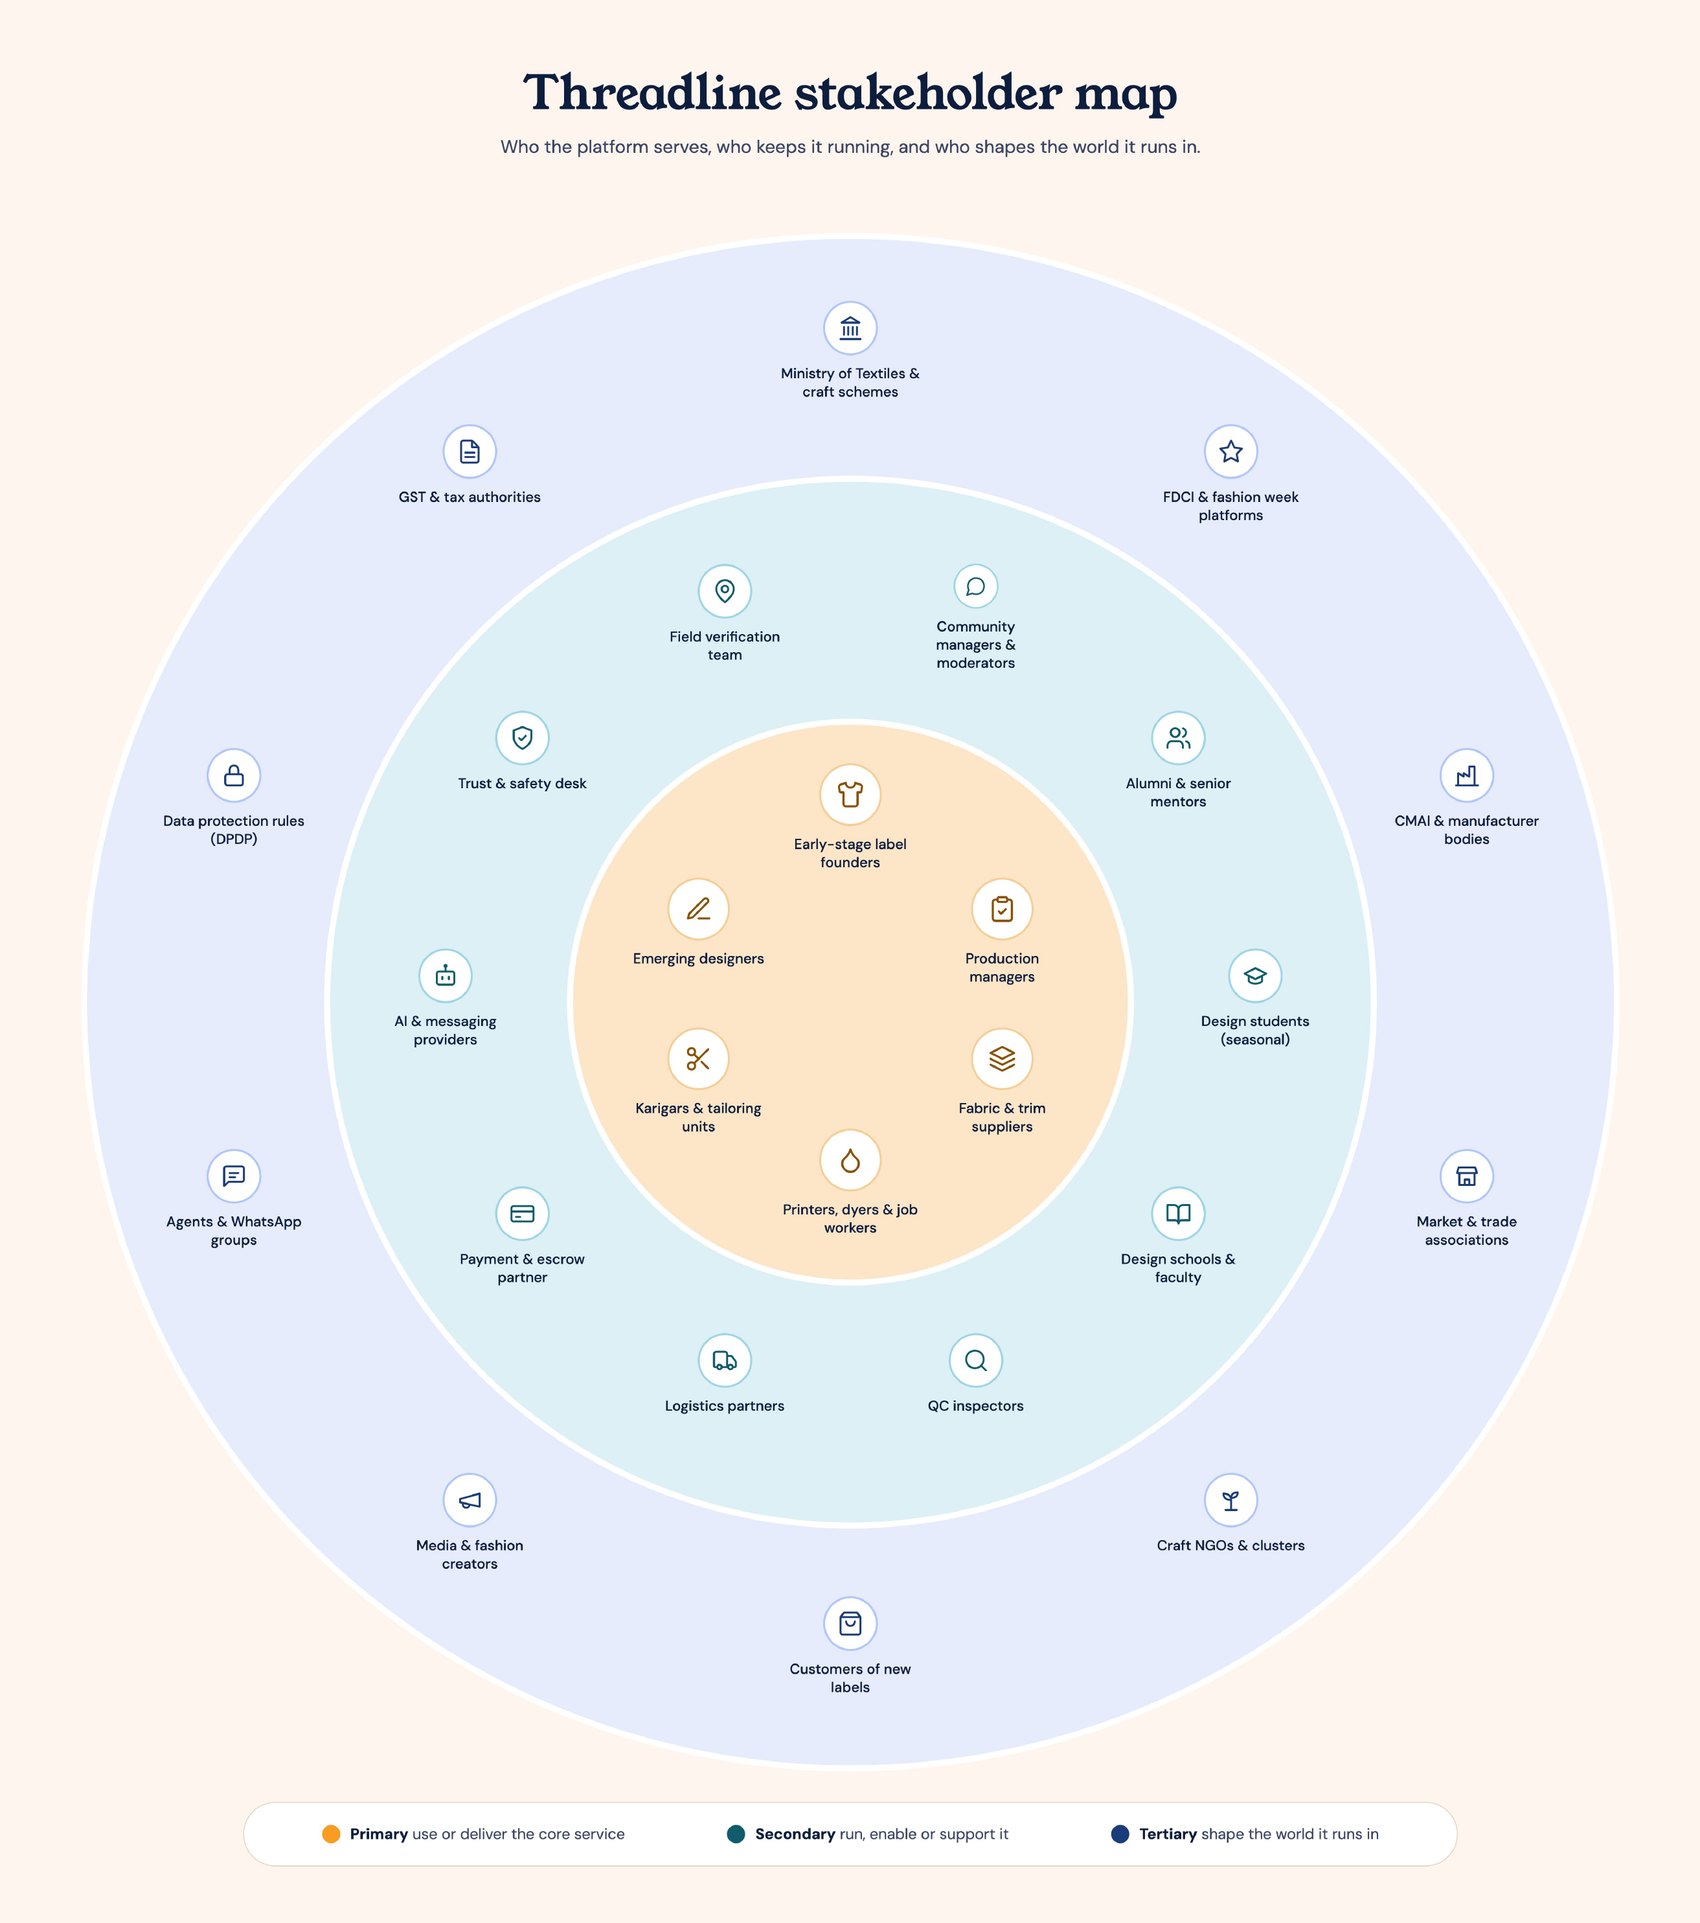 Threadline stakeholder map
Who the platform serves, who keeps it running, and who shapes the world it runs in.
Ministry of Textiles &
craft schemes
GST & tax authorities
FDCI & fashion week
platforms
Field verification
team
Community
managers &
moderators
Trust & safety desk
Alumni & senior
mentors
Data protection rules
(DPDP)
CMAI & manufacturer
bodies
Early-stage label
founders
Emerging designers
Production
managers
AI & messaging
providers
Design students
(seasonal)
Karigars & tailoring
units
Fabric & trim
suppliers
Printers, dyers & job
workers
Agents & WhatsApp
groups
Market & trade
associations
Payment & escrow
partner
Design schools &
faculty
Logistics partners
QC inspectors
Media & fashion
creators
Craft NGOs & clusters
Customers of new
labels
Primary use or deliver the core service
Secondary run, enable or support it
Tertiary shape the world it runs in